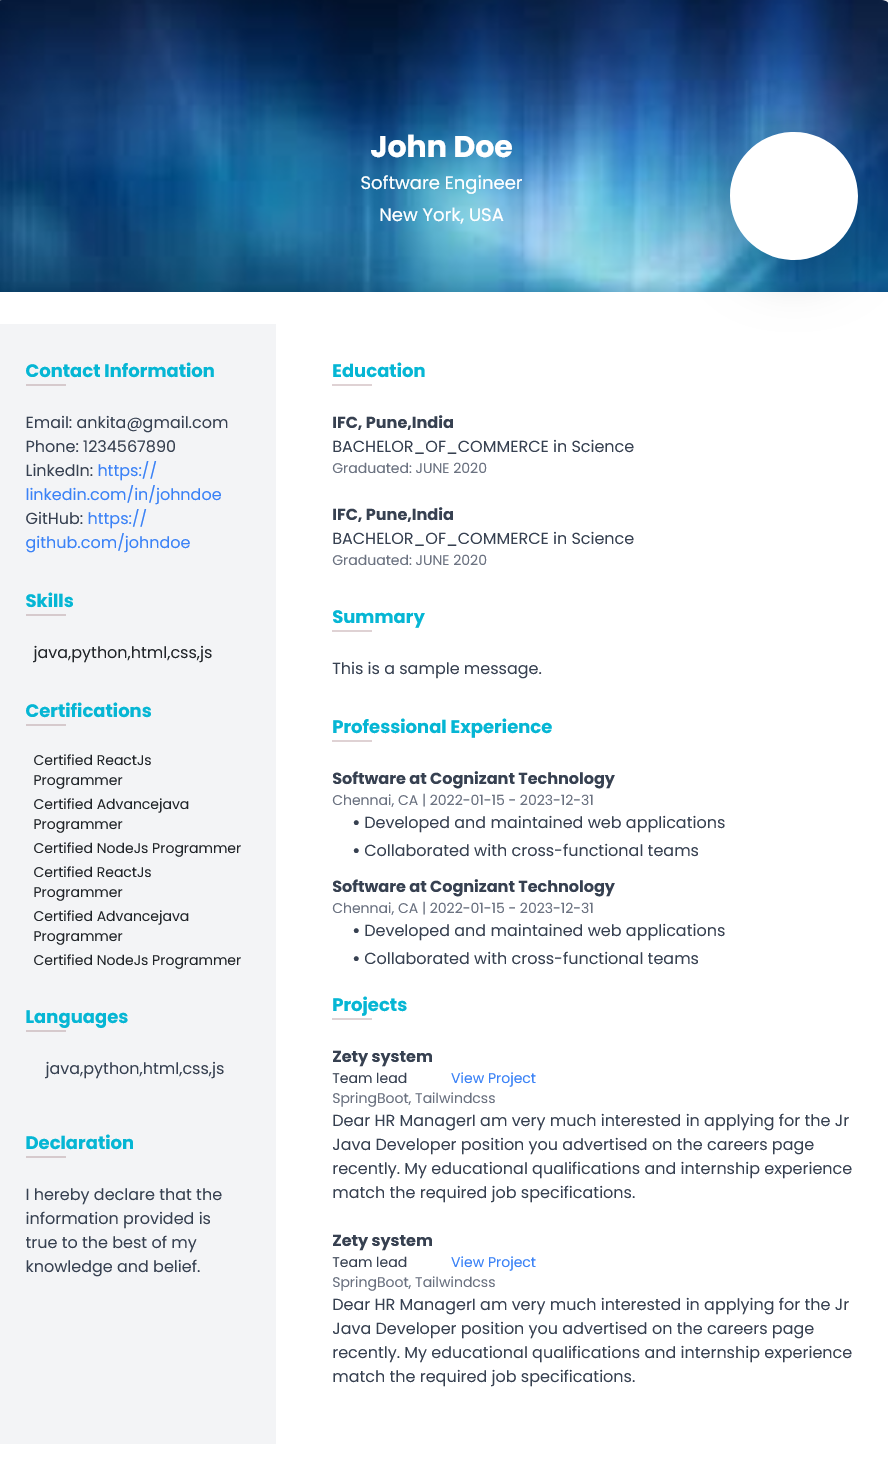 John Doe
Software Engineer
New York, USA
Contact Information
Email: ankita@gmail.com
Phone: 1234567890
LinkedIn: https://
linkedin.com/in/johndoe
GitHub: https://
github.com/johndoe
Skills
java,python,html,css,js
Certifications
Certified ReactJs
Programmer
Certified Advancejava
Programmer
Certified NodeJs Programmer
Certified ReactJs
Programmer
Certified Advancejava
Programmer
Certified NodeJs Programmer
Languages
java,python,html,css,js
Declaration
I hereby declare that the
information provided is
true to the best of my
knowledge and belief.
Education
IFC, Pune,India
BACHELOR_OF_COMMERCE in Science
Graduated: JUNE 2020
IFC, Pune,India
BACHELOR_OF_COMMERCE in Science
Graduated: JUNE 2020
Summary
This is a sample message.
Professional Experience
Software at Cognizant Technology
Chennai, CA | 2022-01-15 - 2023-12-31
• Developed and maintained web applications
• Collaborated with cross-functional teams
Software at Cognizant Technology
Chennai, CA | 2022-01-15 - 2023-12-31
• Developed and maintained web applications
• Collaborated with cross-functional teams
Projects
Zety system
Team lead View Project
SpringBoot, Tailwindcss
Dear HR ManagerI am very much interested in applying for the Jr
Java Developer position you advertised on the careers page
recently. My educational qualifications and internship experience
match the required job specifications.
Zety system
Team lead View Project
SpringBoot, Tailwindcss
Dear HR ManagerI am very much interested in applying for the Jr
Java Developer position you advertised on the careers page
recently. My educational qualifications and internship experience
match the required job specifications.